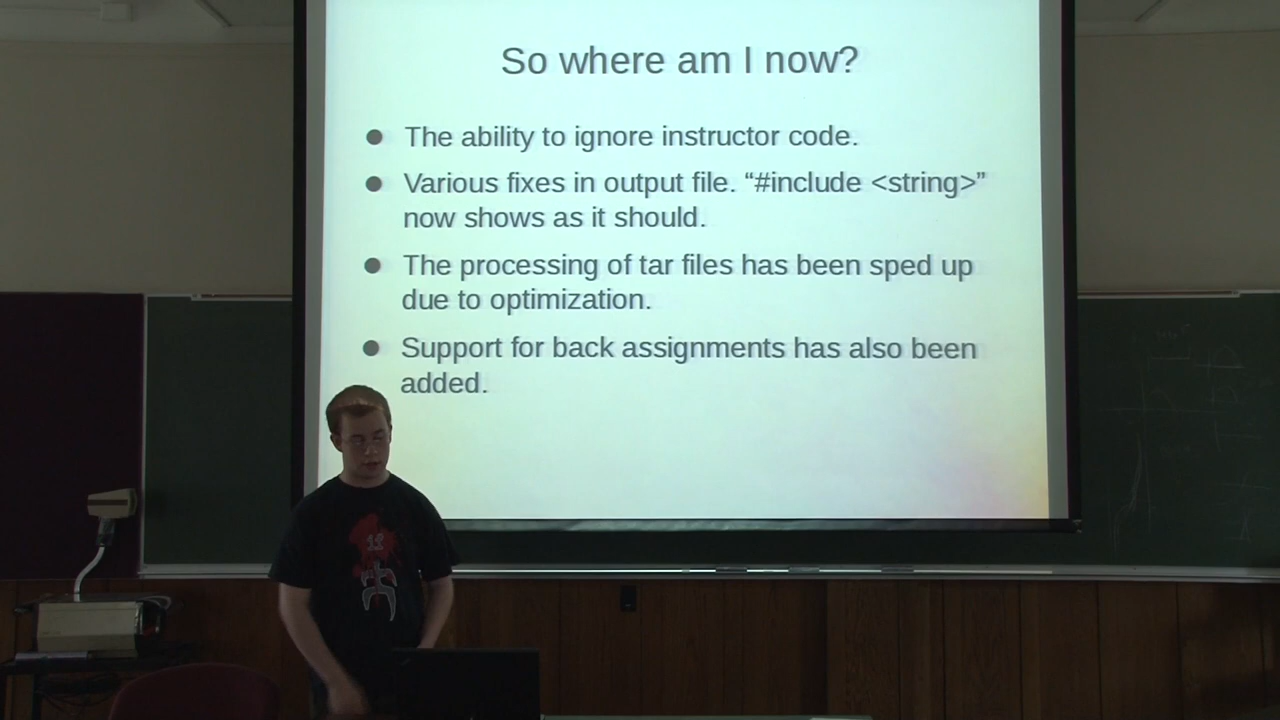 So where am I now?
The ability to ignore instructor code.
Various fixes in output file. “#include <string>”
now shows as it should.
The processing of tar files has been sped up
due to optimization.
Support for back assignments has also been
added.